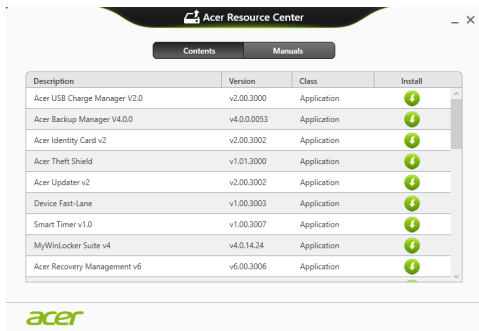 Acer Resource Center
Contents Manuals
Description Version Class Install
Acer USB Charge Manager V2.0 v2.00.3000 Application
Acer Backup Manager V4.0.0 v4.0.0.0053 Application
Acer Identity Card v2 v2.00.3002 Application
Acer Theft Shield v1.01.3000 Application
Acer Updater v2 v2.00.3002 Application
Device Fast-Lane v1.00.3003 Application
Smart Timer v1.0 v1.00.3007 Application
MyWinLocker Suite v4 v4.0.14.24 Application
Acer Recovery Management v6 v6.00.3006 Application
acer